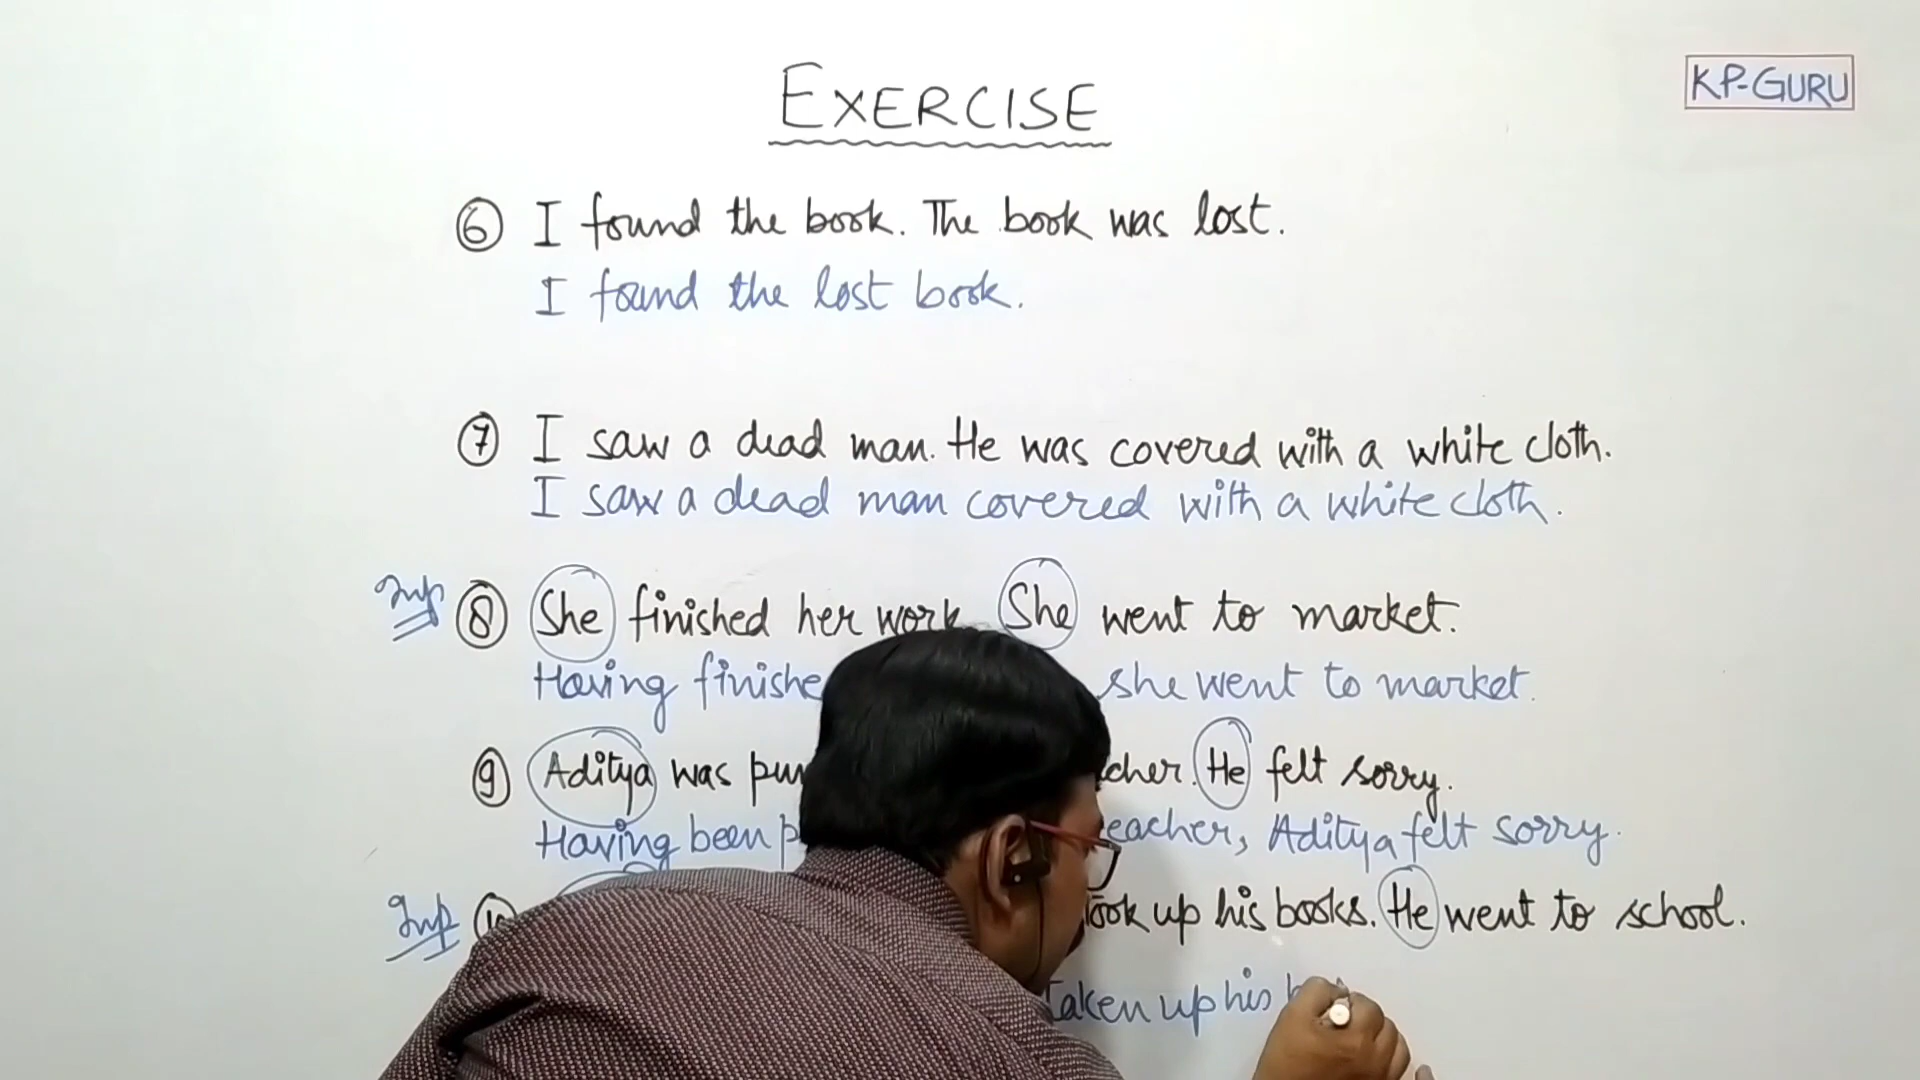 EXERCISE
KP-GURU
⑥ I found the book. The book was lost.
I found the lost book.
⑦ I saw a dead man. He was covered with a white cloth.
I saw a dead man covered with a white cloth.
Imp ⑧ She finished her work She went to market.
Having finishe she went to market.
⑨ Aditya was pun cher. He felt sorry.
Having been p eacher, Aditya felt sorry.
Imp took up his books. He went to school.
taken up his b